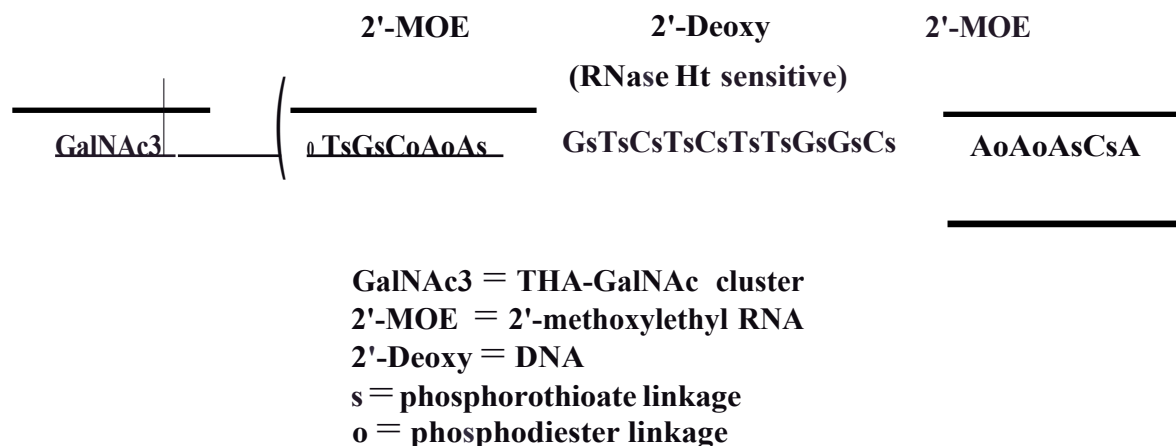 2'-MOE 2'-Deoxy 2'-MOE
(RNase Ht sensitive)
GalNAc3 ( o TsGsCoAoAs GsTsCsTsCsTsTsGsGsCs AoAoAsCsA
GalNAc3 = THA-GalNAc cluster
2'-MOE = 2'-methoxylethyl RNA
2'-Deoxy = DNA
s = phosphorothioate linkage
o = phosphodiester linkage